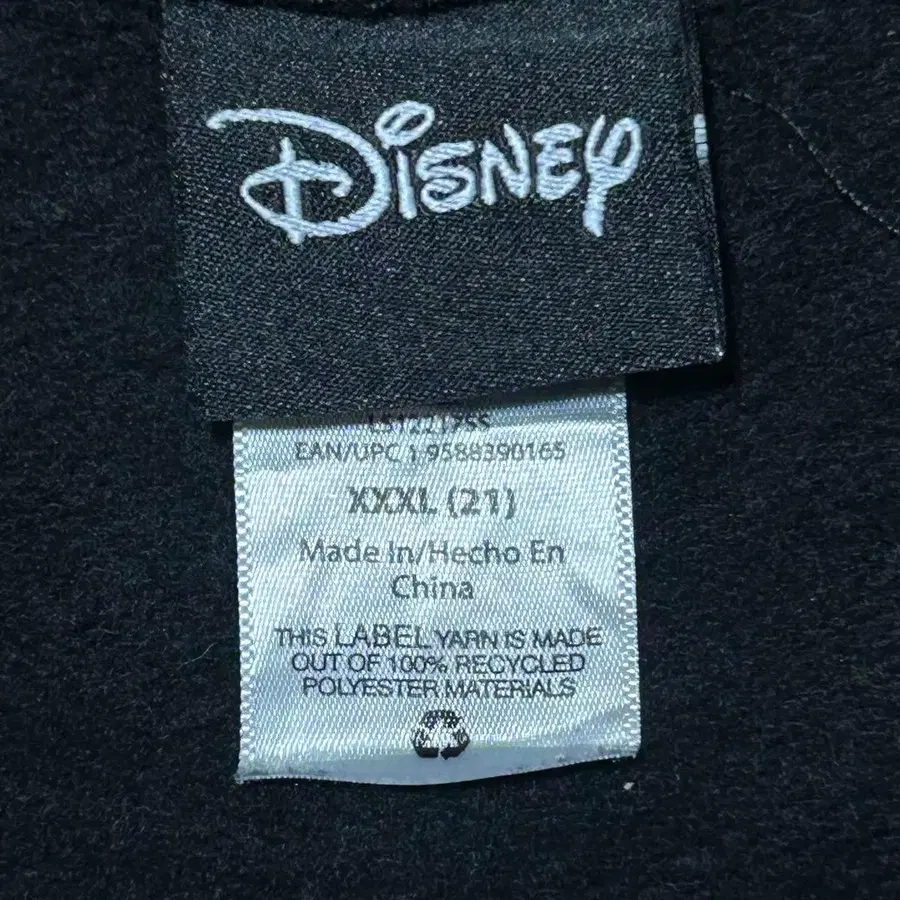 Disney
EAN/UPC 1 9588390165
XXXL (21)
Made In/Hecho En
China
THIS LABEL YARN IS MADE
OUT OF 100% RECYCLED
POLYESTER MATERIALS